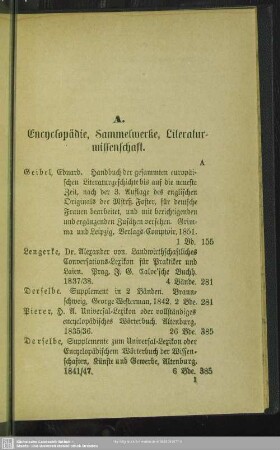 A.
Encyclopädie, Sammelwerke, Literatur-
wissenschaft.
A
Geibel, Eduard. Handbuch der gesammten europäi-
schen Literaturgeschichte bis auf die neueste
Zeit, nach der 3. Auflage des englischen
Originals der Mistreß Foster, für deutsche
Frauen bearbeitet, und mit berichtigenden
und ergänzenden Zusätzen versehen. Grim-
ma und Leipzig, Verlags-Comptoir, 1851.
1 Bd. 155
Lengerke, Dr. Alexander von. Landwirthschaftliches
Conversations-Lexikon für Praktiker und
Laien. Prag, J. G. Calve'sche Buchh.
1837/38. 4 Bände. 281
Derselbe. Supplement in 2 Bänden. Braun-
schweig, George Westerman, 1842. 2 Bde. 281
Pierer, H. A. Universal-Lexikon oder vollständiges
encyclopädisches Wörterbuch. Altenburg,
1835/36. 26 Bde. 385
Derselbe, Supplemente zum Universal-Lexikon oder
Encyclopädischem Wörterbuch der Wissen-
schaften, Künste und Gewerbe, Altenburg.
1841/47. 6 Bde. 385
1